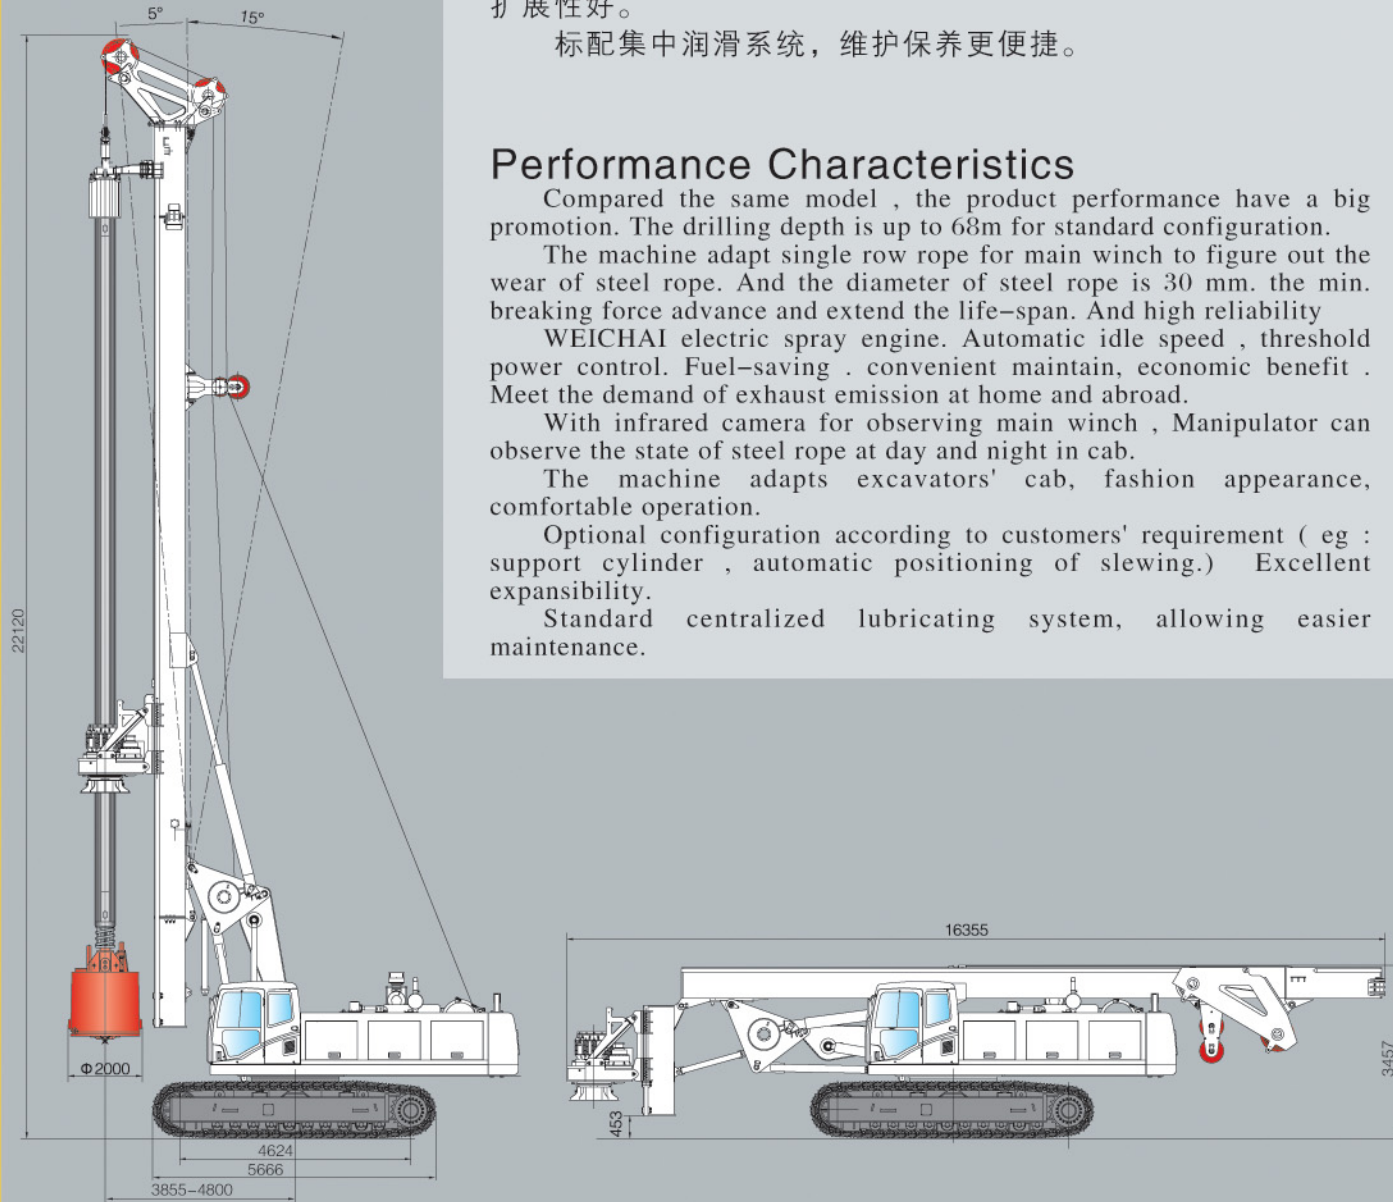 扩展性好。
标配集中润滑系统，维护保养更便捷。
Performance Characteristics
Compared the same model , the product performance have a big
promotion. The drilling depth is up to 68m for standard configuration.
The machine adapt single row rope for main winch to figure out the
wear of steel rope. And the diameter of steel rope is 30 mm. the min.
breaking force advance and extend the life–span. And high reliability
WEICHAI electric spray engine. Automatic idle speed , threshold
power control. Fuel–saving . convenient maintain, economic benefit .
Meet the demand of exhaust emission at home and abroad.
With infrared camera for observing main winch , Manipulator can
observe the state of steel rope at day and night in cab.
The machine adapts excavators' cab, fashion appearance,
comfortable operation.
Optional configuration according to customers' requirement ( eg :
support cylinder , automatic positioning of slewing.) Excellent
expansibility.
Standard centralized lubricating system, allowing easier
maintenance.
5°
15°
22120
Φ2000
4624
5666
3855–4800
16355
453
3457